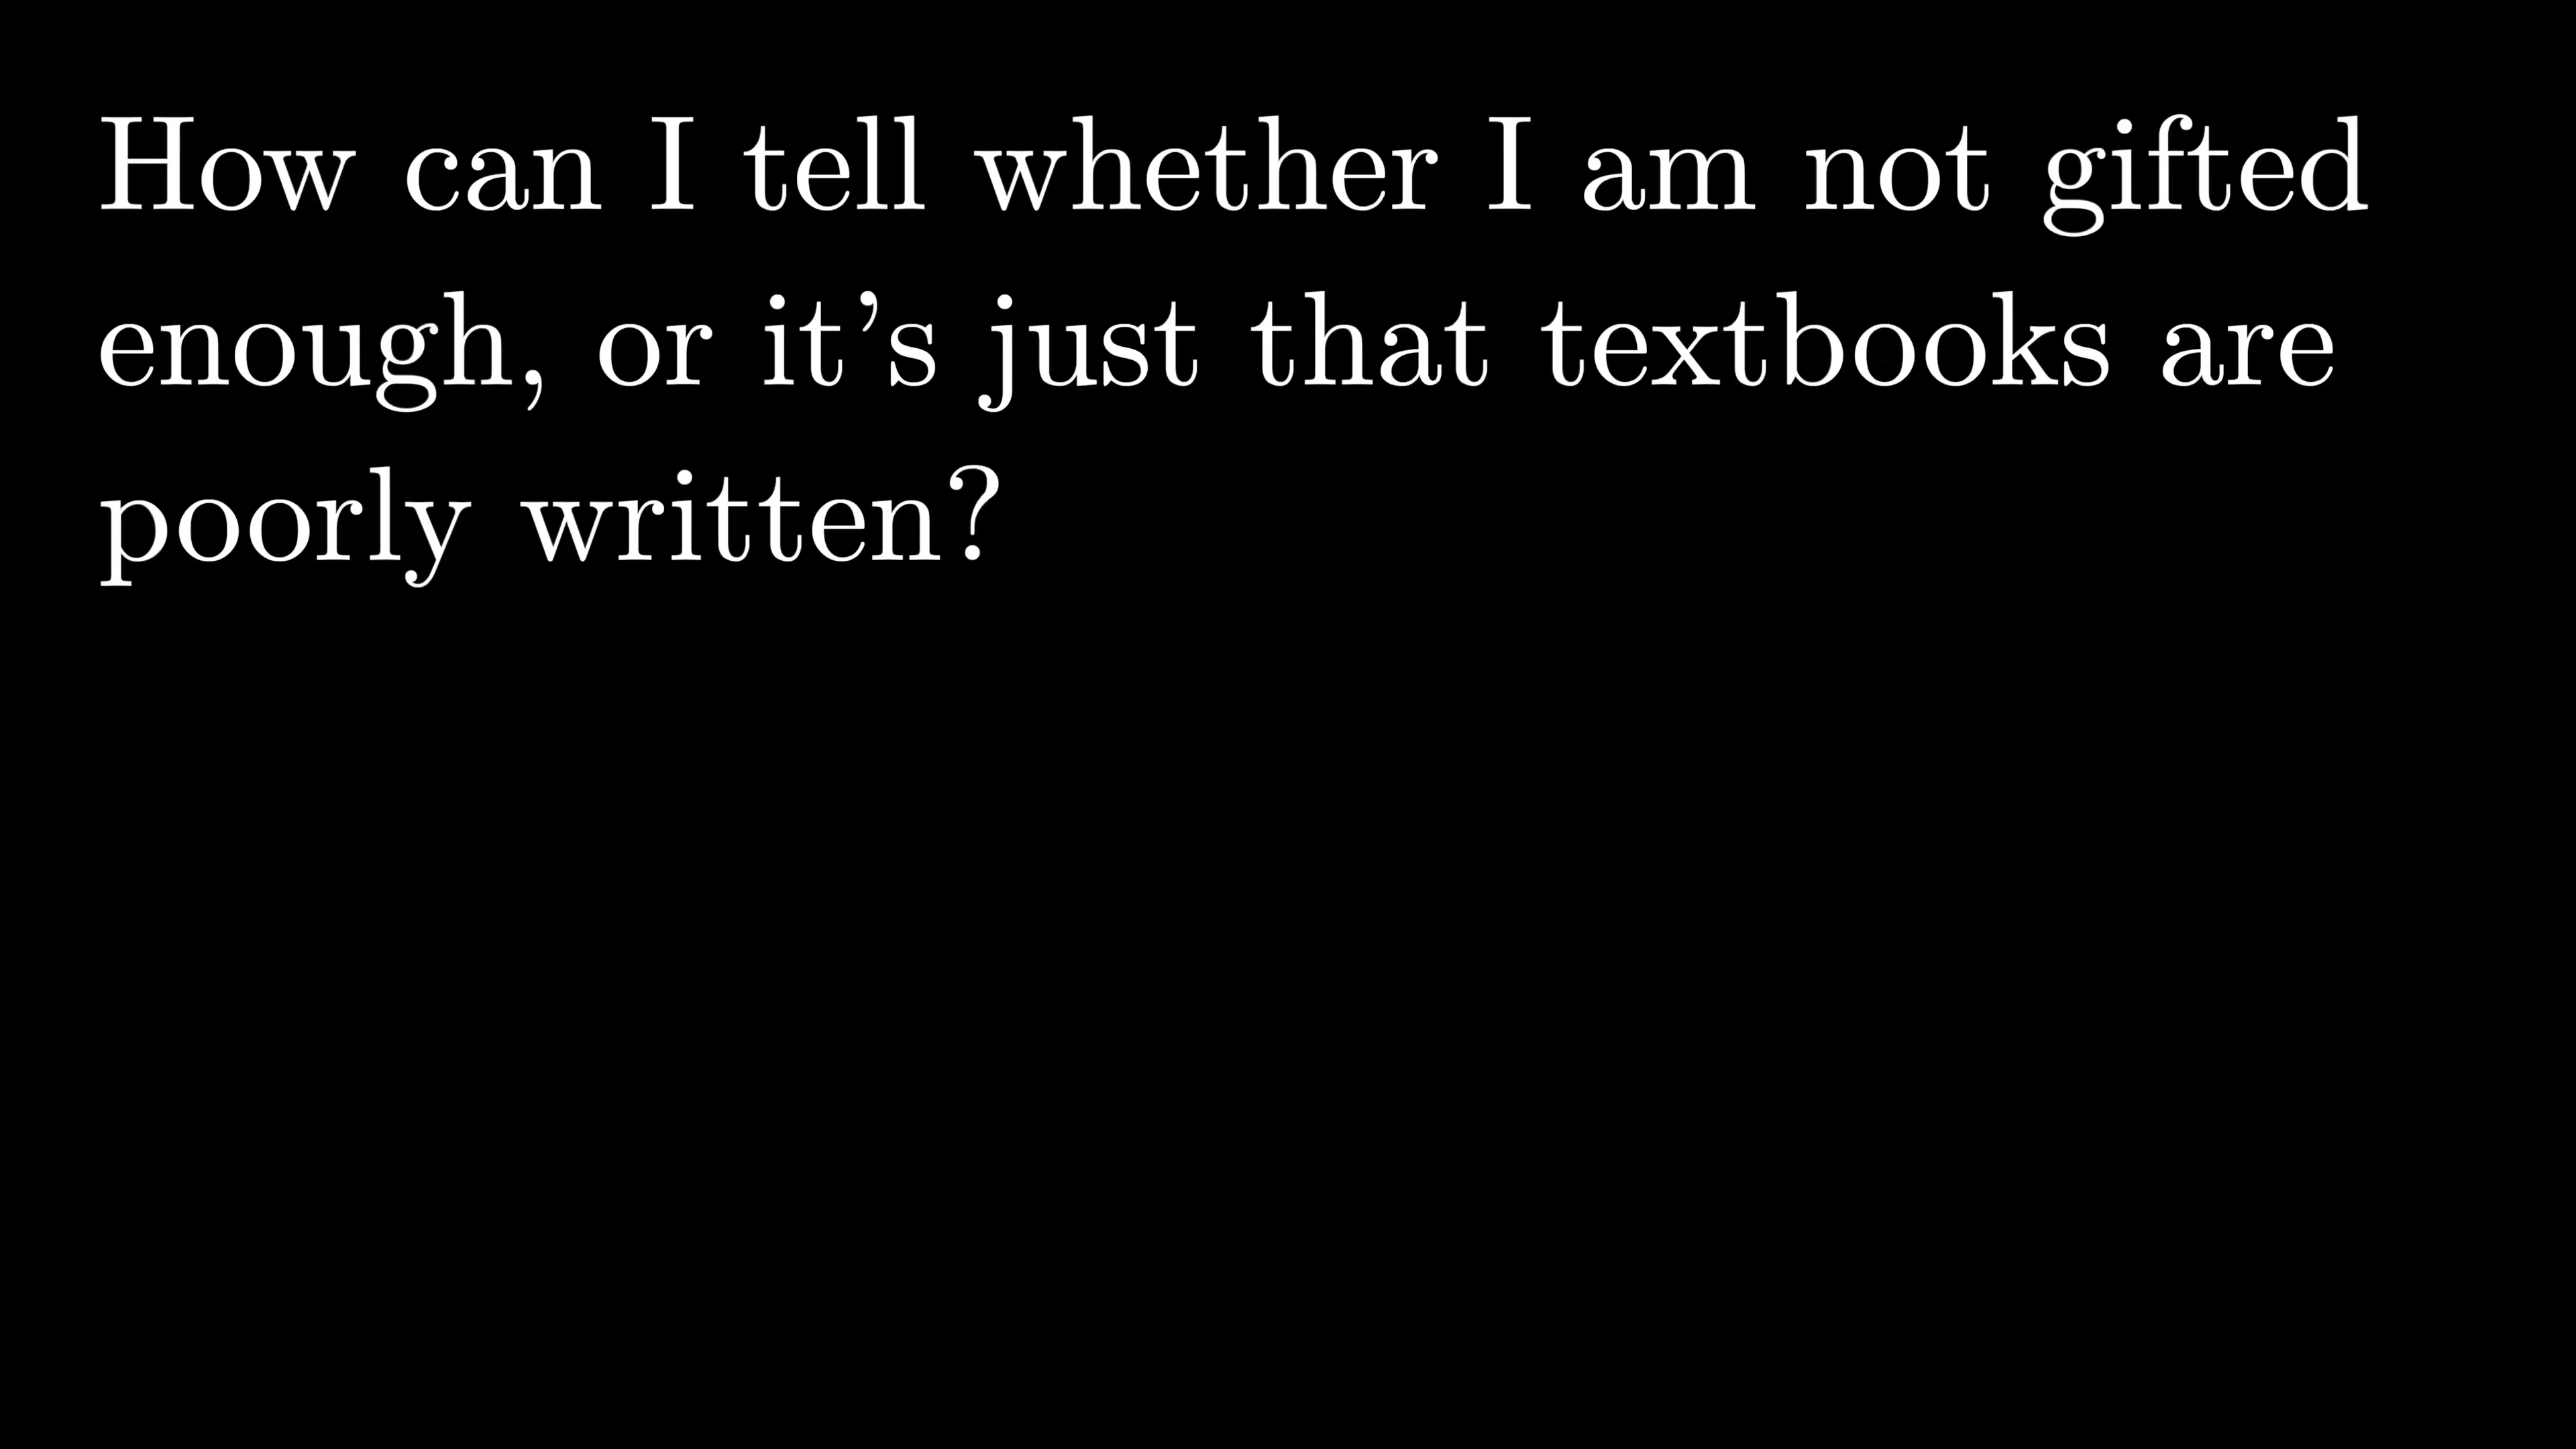 How can I tell whether I am not gifted
enough, or it’s just that textbooks are
poorly written?